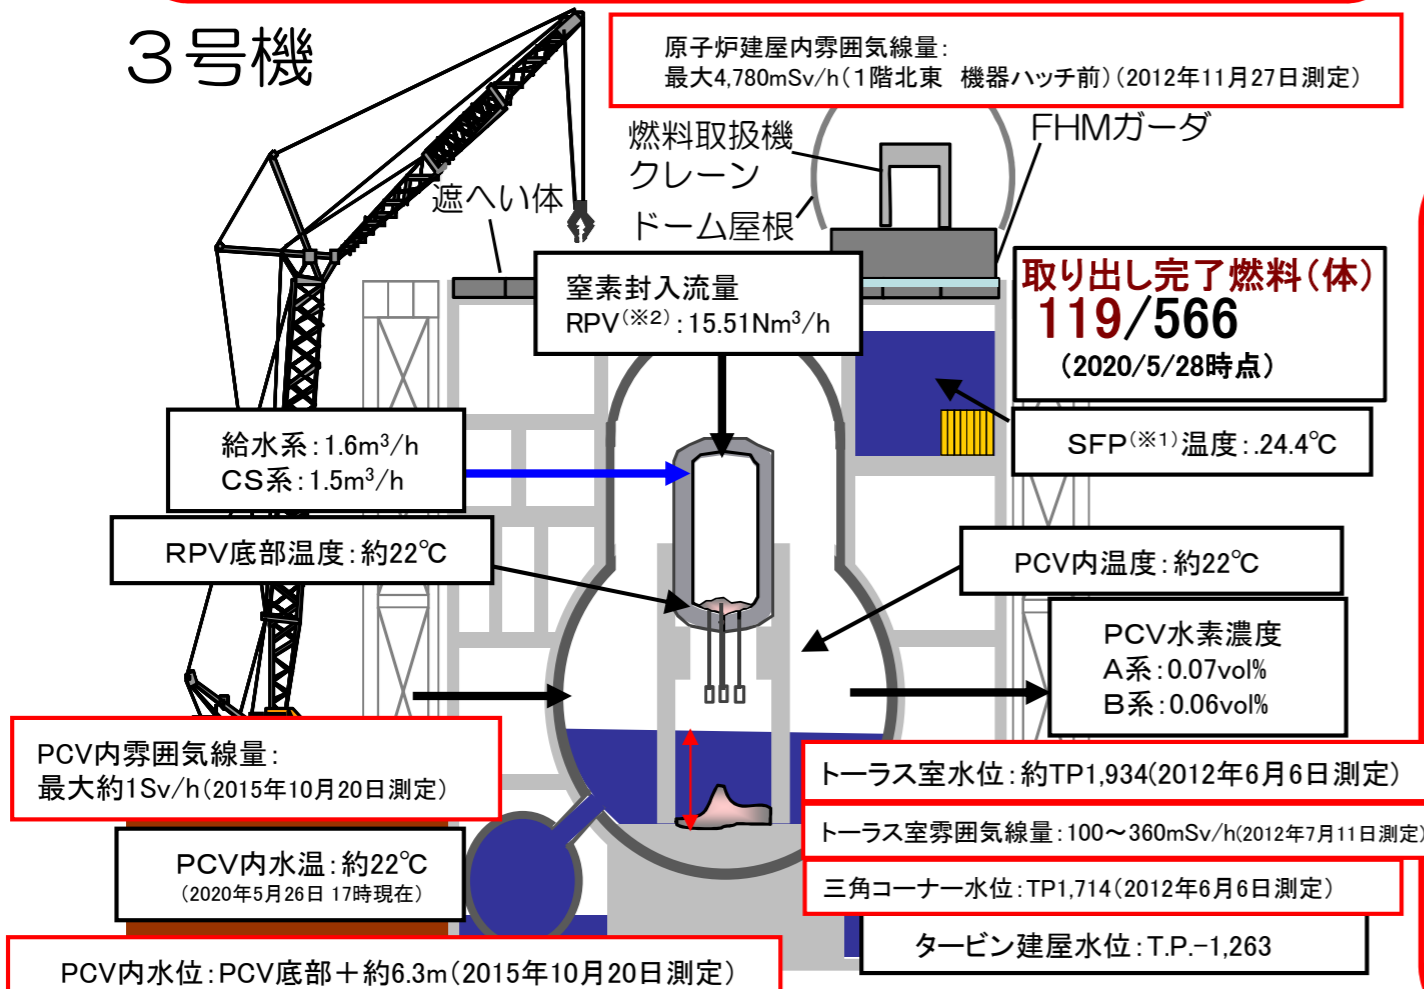 3号機
原子炉建屋内雰囲気線量:
最大4,780mSv/h(1階北東 機器ハッチ前)(2012年11月27日測定)
燃料取扱機
クレーン
FHMガーダ
遮へい体
ドーム屋根
窒素封入流量
RPV(※2):15.51Nm³/h
取り出し完了燃料(体)
119/566
(2020/5/28時点)
給水系:1.6m³/h
CS系:1.5m³/h
SFP(※1)温度:.24.4℃
RPV底部温度:約22℃
PCV内温度:約22℃
PCV水素濃度
A系:0.07vol%
B系:0.06vol%
PCV内雰囲気線量:
最大約1Sv/h(2015年10月20日測定)
トーラス室水位:約TP1,934(2012年6月6日測定)
トーラス室雰囲気線量:100～360mSv/h(2012年7月11日測定)
PCV内水温:約22℃
(2020年5月26日 17時現在)
三角コーナー水位:TP1,714(2012年6月6日測定)
タービン建屋水位:T.P.-1,263
PCV内水位:PCV底部+約6.3m(2015年10月20日測定)